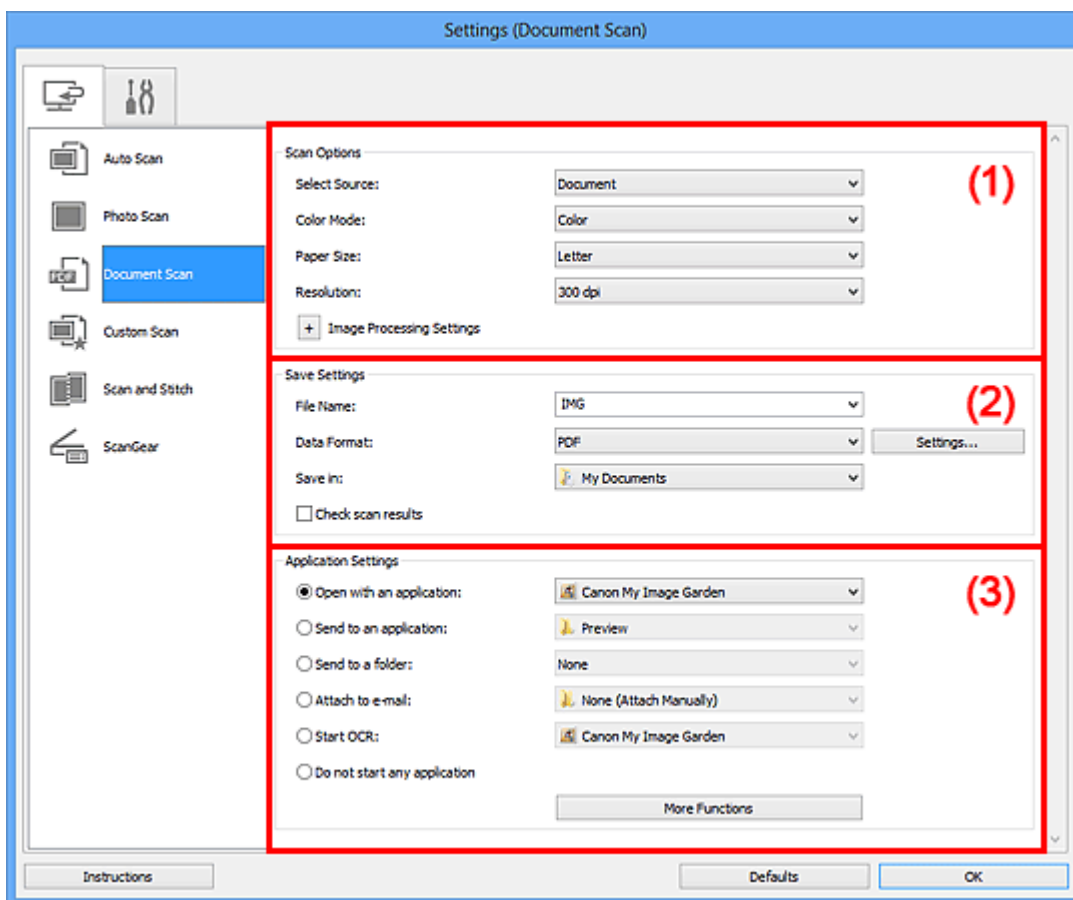 Settings (Document Scan)
Auto Scan
Photo Scan
Document Scan
Custom Scan
Scan and Stitch
ScanGear
Scan Options
(1)
Select Source: Document
Color Mode: Color
Paper Size: Letter
Resolution: 300 dpi
+ Image Processing Settings
Save Settings
(2)
File Name: IMG
Data Format: PDF Settings...
Save in: My Documents
Check scan results
Application Settings
(3)
Open with an application: Canon My Image Garden
Send to an application: Preview
Send to a folder: None
Attach to e-mail: None (Attach Manually)
Start OCR: Canon My Image Garden
Do not start any application
More Functions
Instructions Defaults OK